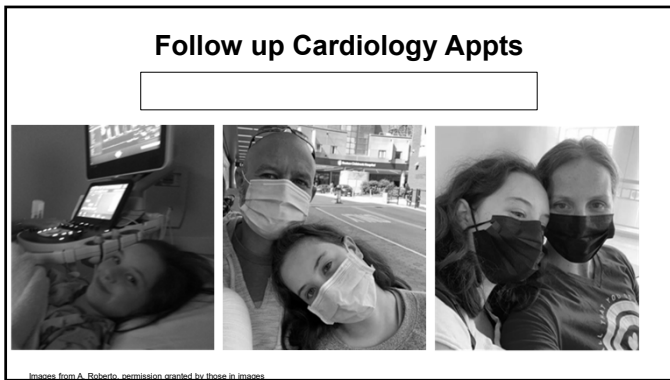 Follow up Cardiology Appts
Images from A. Roberto, permission granted by those in images